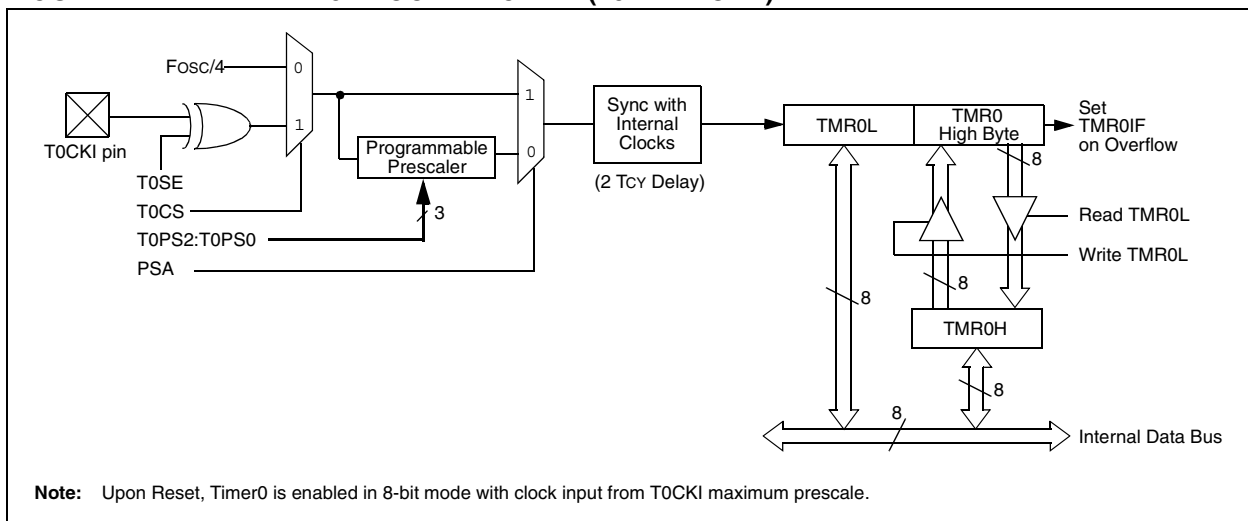 Fosc/4
0
1
T0CKI pin
T0SE
T0CS
T0PS2:T0PS0
PSA
Programmable
Prescaler
3
1
0
Sync with
Internal
Clocks
(2 TCY Delay)
TMR0L
TMR0
High Byte
Set
TMR0IF
on Overflow
8
Read TMR0L
Write TMR0L
8
8
TMR0H
8
8
Internal Data Bus
Note: Upon Reset, Timer0 is enabled in 8-bit mode with clock input from T0CKI maximum prescale.